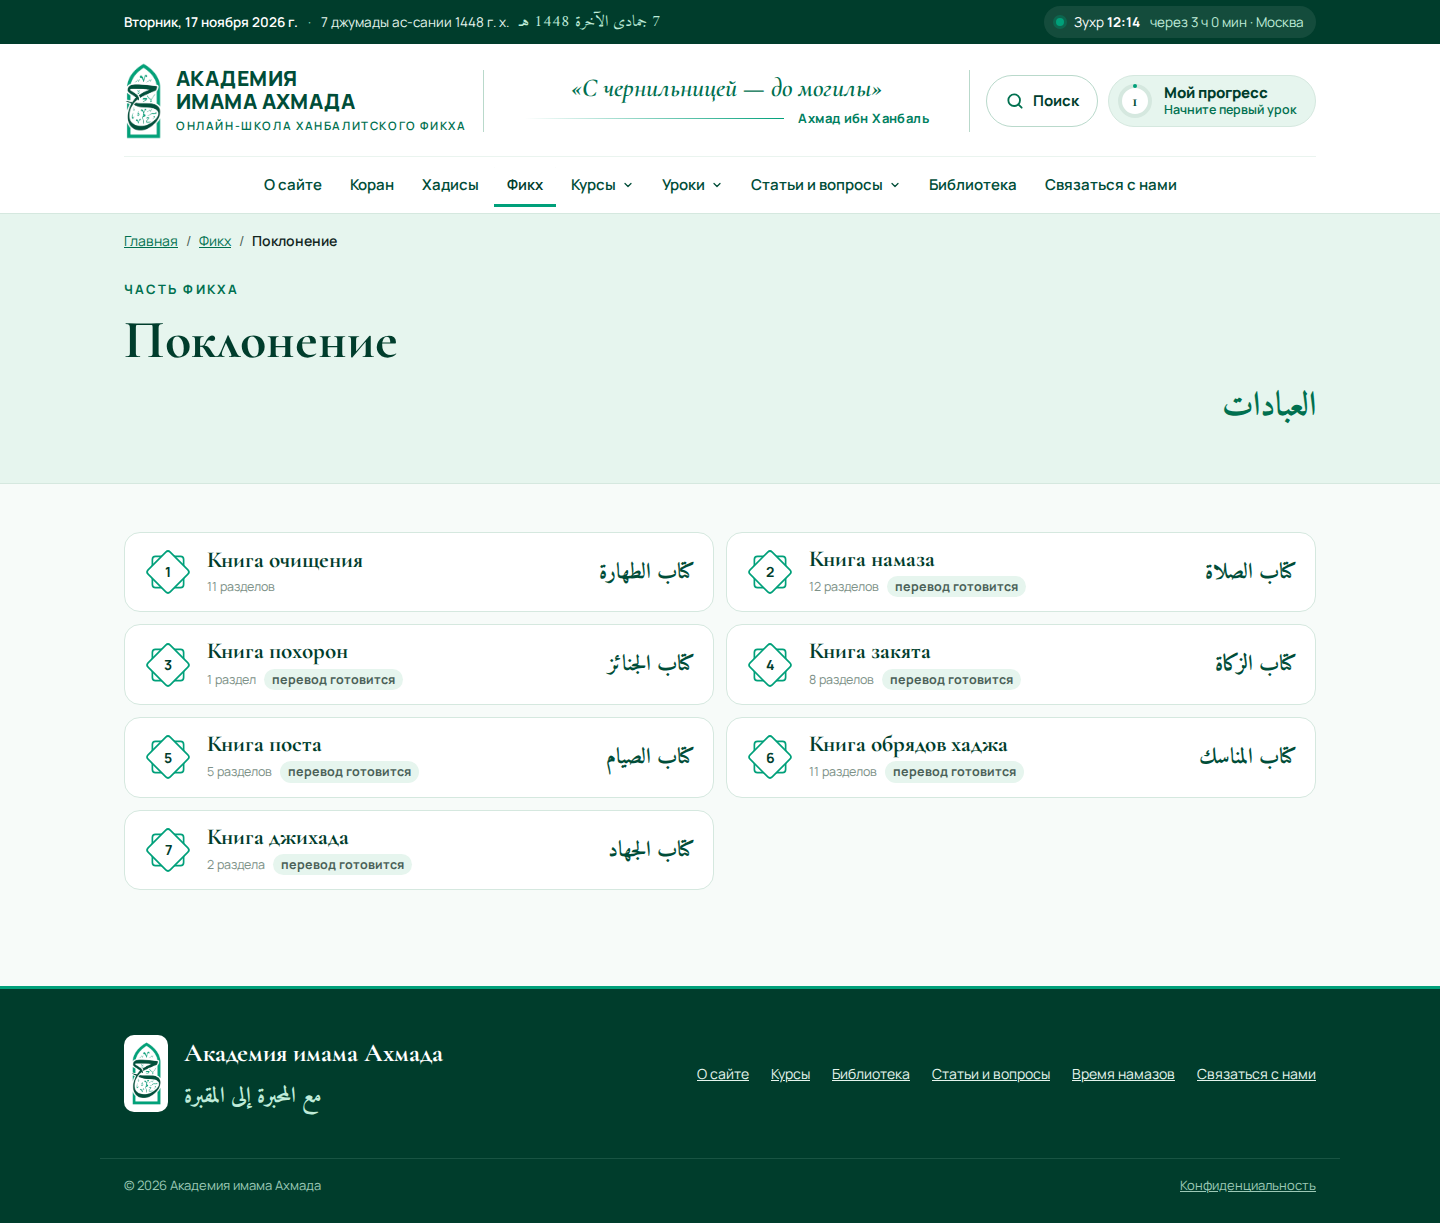 Вторник, 17 ноября 2026 г. · 7 джумады ас-сании 1448 г. х. 7 جمادى الآخرة 1448 هـ
Зухр 12:14 через 3 ч 0 мин · Москва
АКАДЕМИЯ
ИМАМА АХМАДА
ОНЛАЙН-ШКОЛА ХАНБАЛИТСКОГО ФИКХА
«С чернильницей — до могилы»
Ахмад ибн Ханбаль
Поиск
1
Мой прогресс
Начните первый урок
О сайте Коран Хадисы Фикх Курсы Уроки Статьи и вопросы Библиотека Связаться с нами
Главная / Фикх / Поклонение
ЧАСТЬ ФИКХА
Поклонение
العبادات
1 Книга очищения
11 разделов
كتاب الطهارة
2 Книга намаза
12 разделов перевод готовится
كتاب الصلاة
3 Книга похорон
1 раздел перевод готовится
كتاب الجنائز
4 Книга закята
8 разделов перевод готовится
كتاب الزكاة
5 Книга поста
5 разделов перевод готовится
كتاب الصيام
6 Книга обрядов хаджа
11 разделов перевод готовится
كتاب المناسك
7 Книга джихада
2 раздела перевод готовится
كتاب الجهاد
Академия имама Ахмада
مع المحبرة إلى المقبرة
О сайте Курсы Библиотека Статьи и вопросы Время намазов Связаться с нами
© 2026 Академия имама Ахмада
Конфиденциальность